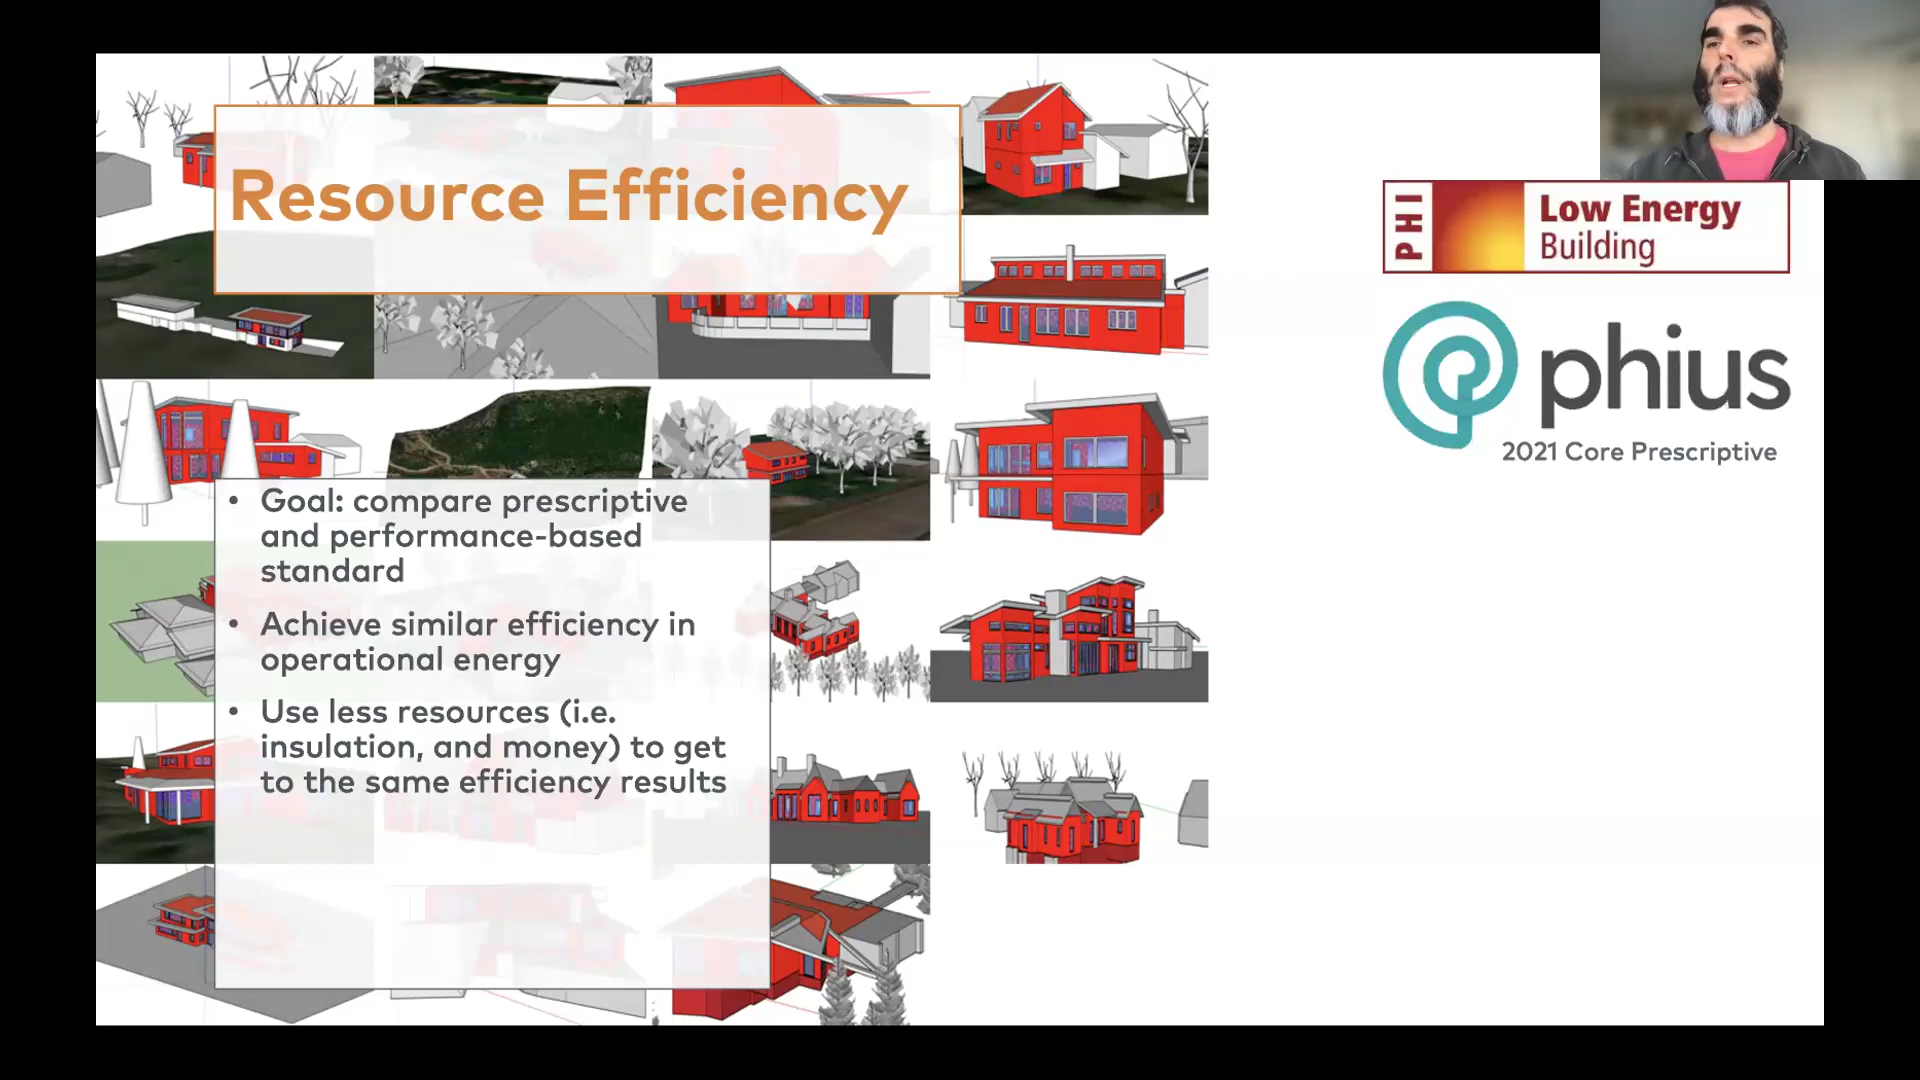 Resource Efficiency
PHI
Low Energy
Building
phius
2021 Core Prescriptive
• Goal: compare prescriptive
and performance-based
standard
• Achieve similar efficiency in
operational energy
• Use less resources (i.e.
insulation, and money) to get
to the same efficiency results